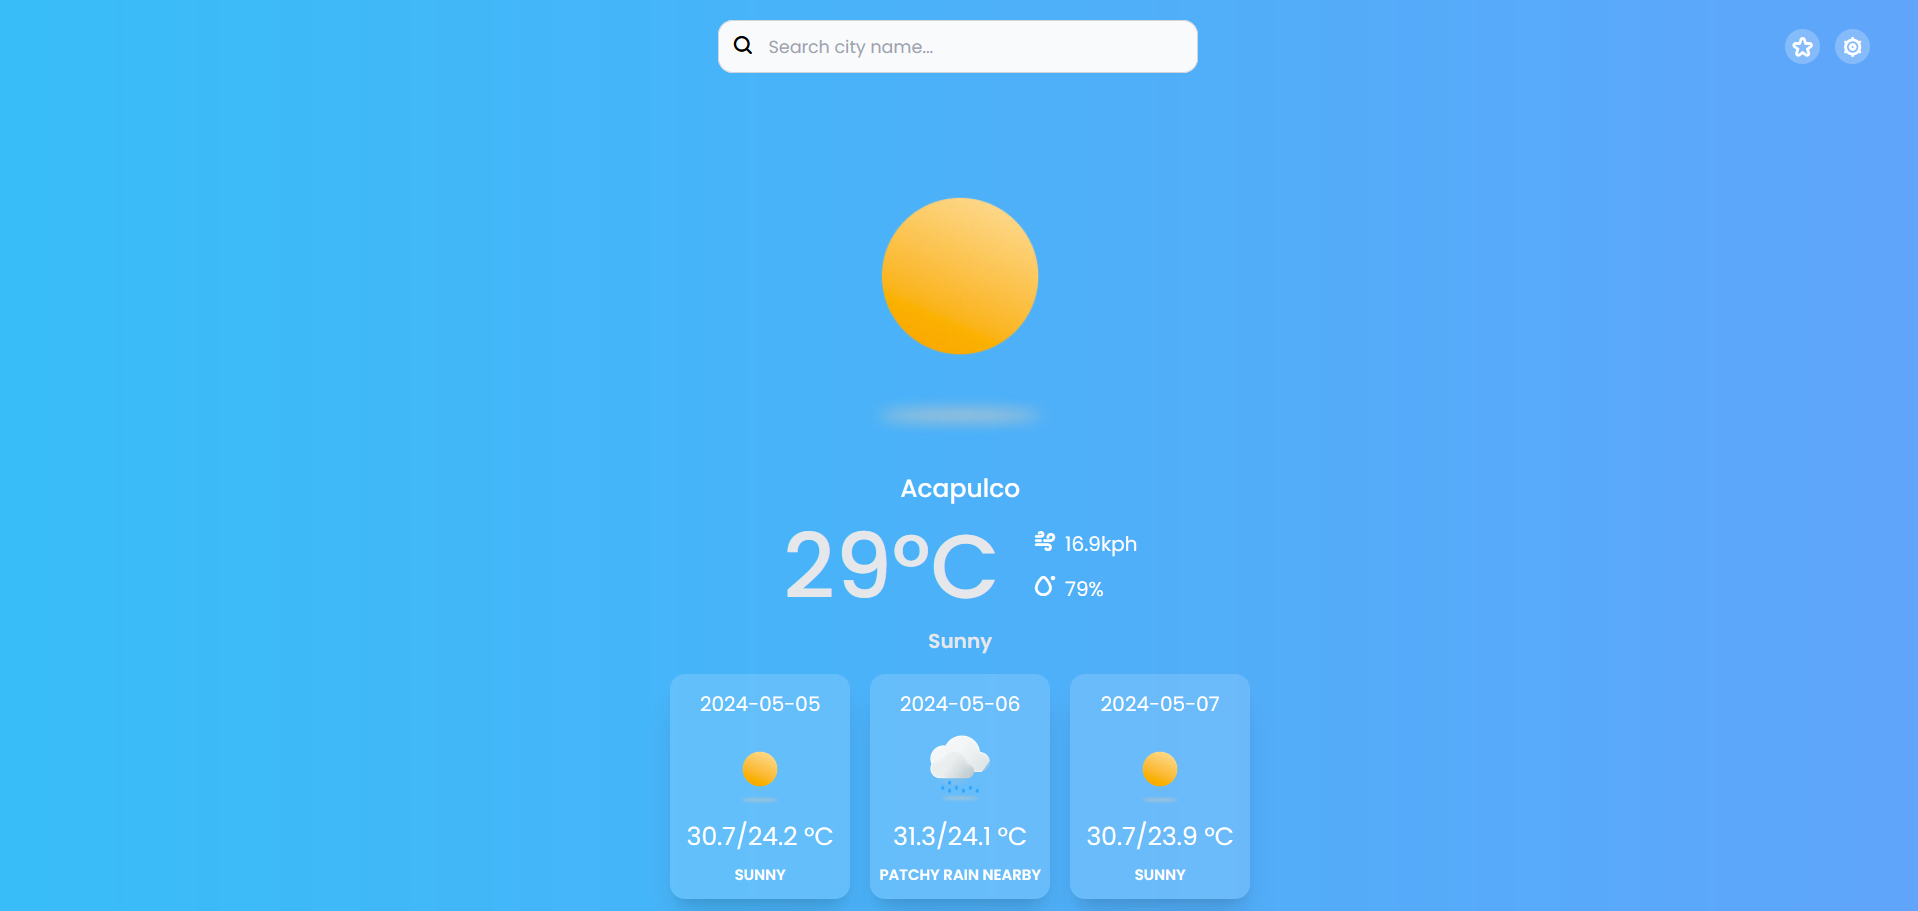 Search city name...
Acapulco
29°C
16.9kph
79%
Sunny
2024-05-05
30.7/24.2 °C
SUNNY
2024-05-06
31.3/24.1 °C
PATCHY RAIN NEARBY
2024-05-07
30.7/23.9 °C
SUNNY